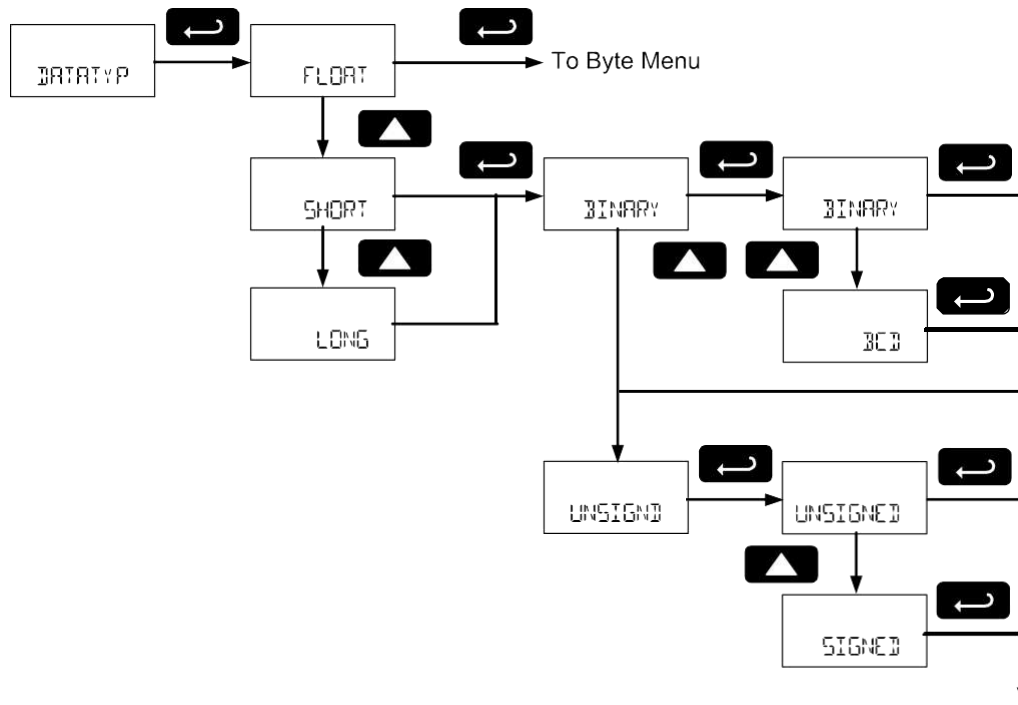 DATATYP
FLOAT
To Byte Menu
SHORT
BINARY
BINARY
LONG
BCD
UNSIGND
UNSIGNED
SIGNED